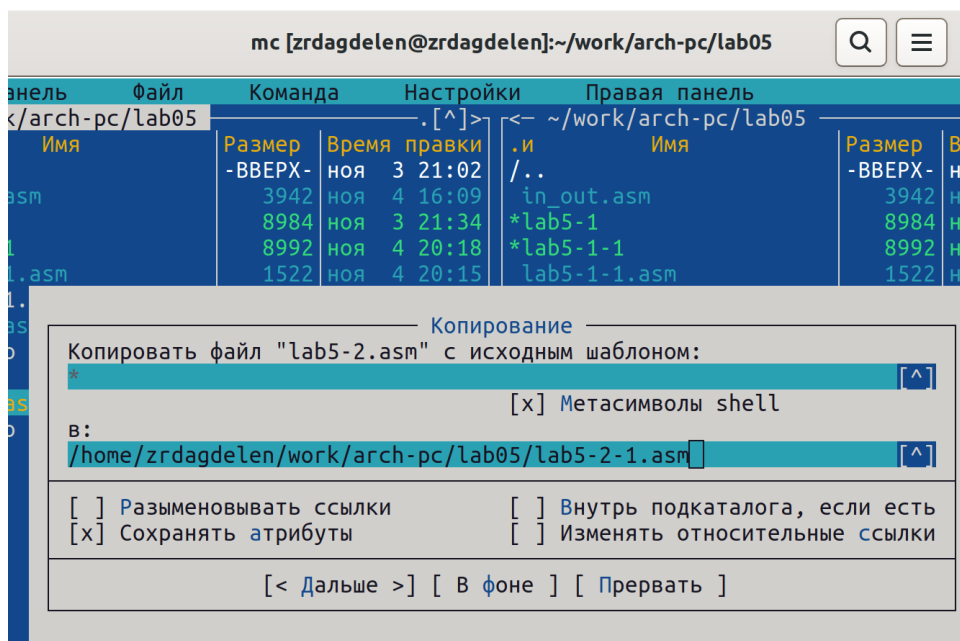 mc [zrdagdelen@zrdagdelen]:~/work/arch-pc/lab05
анель Файл Команда Настройки Правая панель
k/arch-pc/lab05 .[^]> <— ~/work/arch-pc/lab05
Имя Размер Время правки .и Имя Размер В
-ВВЕРХ- ноя 3 21:02 /.. -ВВЕРХ- н
asm 3942 ноя 4 16:09 in_out.asm 3942 н
8984 ноя 3 21:34 *lab5-1 8984 н
1 8992 ноя 4 20:18 *lab5-1-1 8992 н
1.asm 1522 ноя 4 20:15 lab5-1-1.asm 1522 н
1.
as
o
as
o
Копирование
Копировать файл "lab5-2.asm" с исходным шаблоном:
* [^]
[x] Метасимволы shell
в:
/home/zrdagdelen/work/arch-pc/lab05/lab5-2-1.asm [^]
[ ] Разыменовывать ссылки [ ] Внутрь подкаталога, если есть
[x] Сохранять атрибуты [ ] Изменять относительные ссылки
[< Дальше >] [ В фоне ] [ Прервать ]